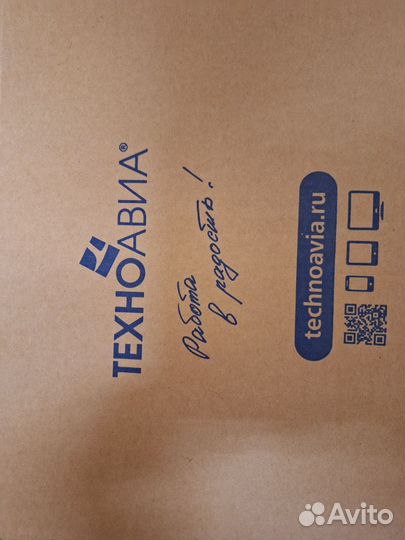 ТЕХНОАВИА®
Работа
в радость!
technoavia.ru
Avito